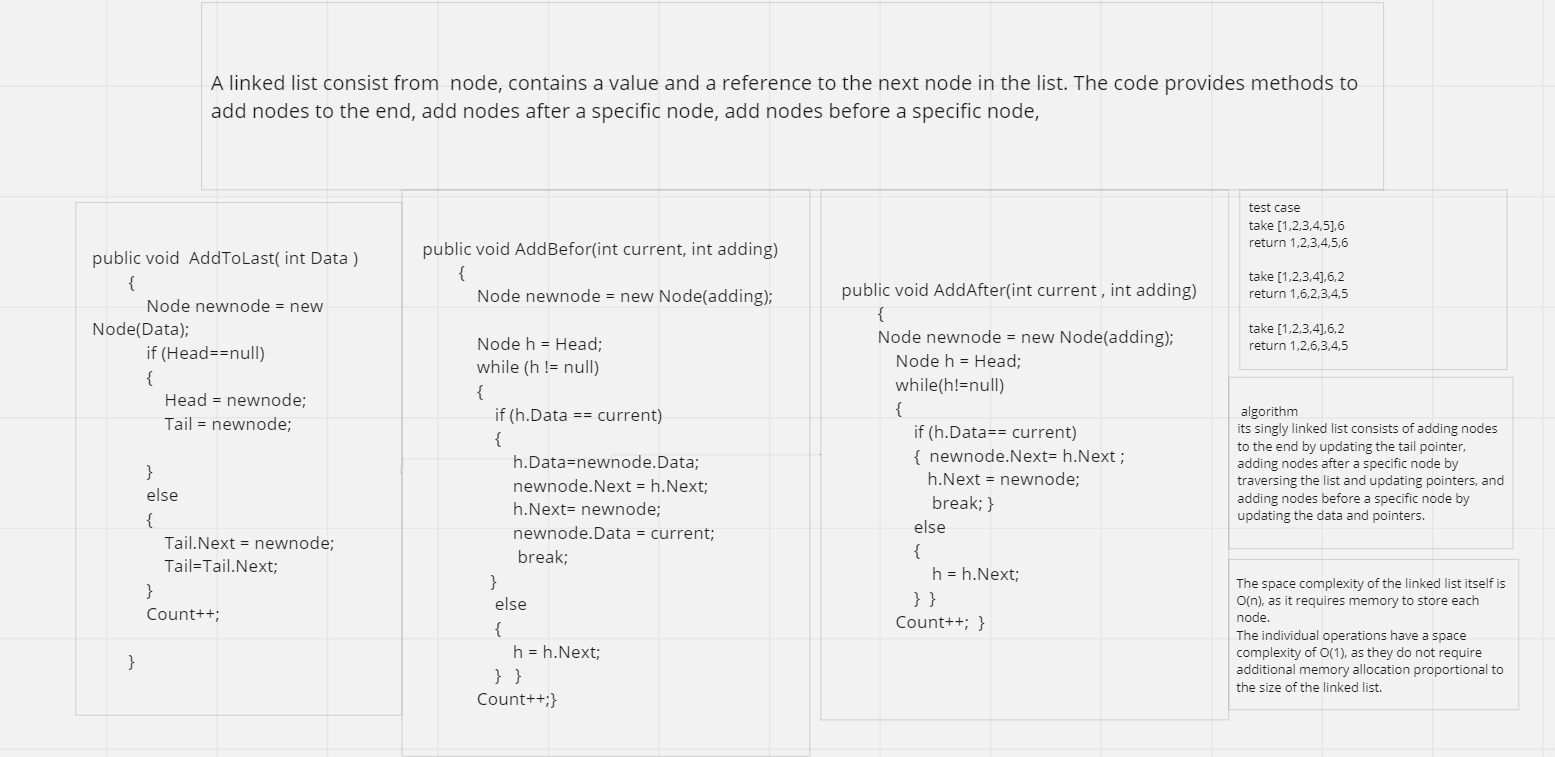 A linked list consist from  node, contains a value and a reference to the next node in the list. The code provides methods to
add nodes to the end, add nodes after a specific node, add nodes before a specific node,
public void  AddToLast( int Data )
{
Node newnode = new
Node(Data);
if (Head==null)
{
Head = newnode;
Tail = newnode;
}
else
{
Tail.Next = newnode;
Tail=Tail.Next;
}
Count++;
}
public void AddBefor(int current, int adding)
{
Node newnode = new Node(adding);
Node h = Head;
while (h != null)
{
if (h.Data == current)
{
h.Data=newnode.Data;
newnode.Next = h.Next;
h.Next= newnode;
newnode.Data = current;
break;
}
else
{
h = h.Next;
}  }
Count++;}
public void AddAfter(int current , int adding)
{
Node newnode = new Node(adding);
Node h = Head;
while(h!=null)
{
if (h.Data== current)
{  newnode.Next= h.Next ;
h.Next = newnode;
break; }
else
{
h = h.Next;
}  }
Count++;  }
test case
take [1,2,3,4,5],6
return 1,2,3,4,5,6
take [1,2,3,4],6,2
return 1,6,2,3,4,5
take [1,2,3,4],6,2
return 1,2,6,3,4,5
algorithm
its singly linked list consists of adding nodes
to the end by updating the tail pointer,
adding nodes after a specific node by
traversing the list and updating pointers, and
adding nodes before a specific node by
updating the data and pointers.
The space complexity of the linked list itself is
O(n), as it requires memory to store each
node.
The individual operations have a space
complexity of O(1), as they do not require
additional memory allocation proportional to
the size of the linked list.